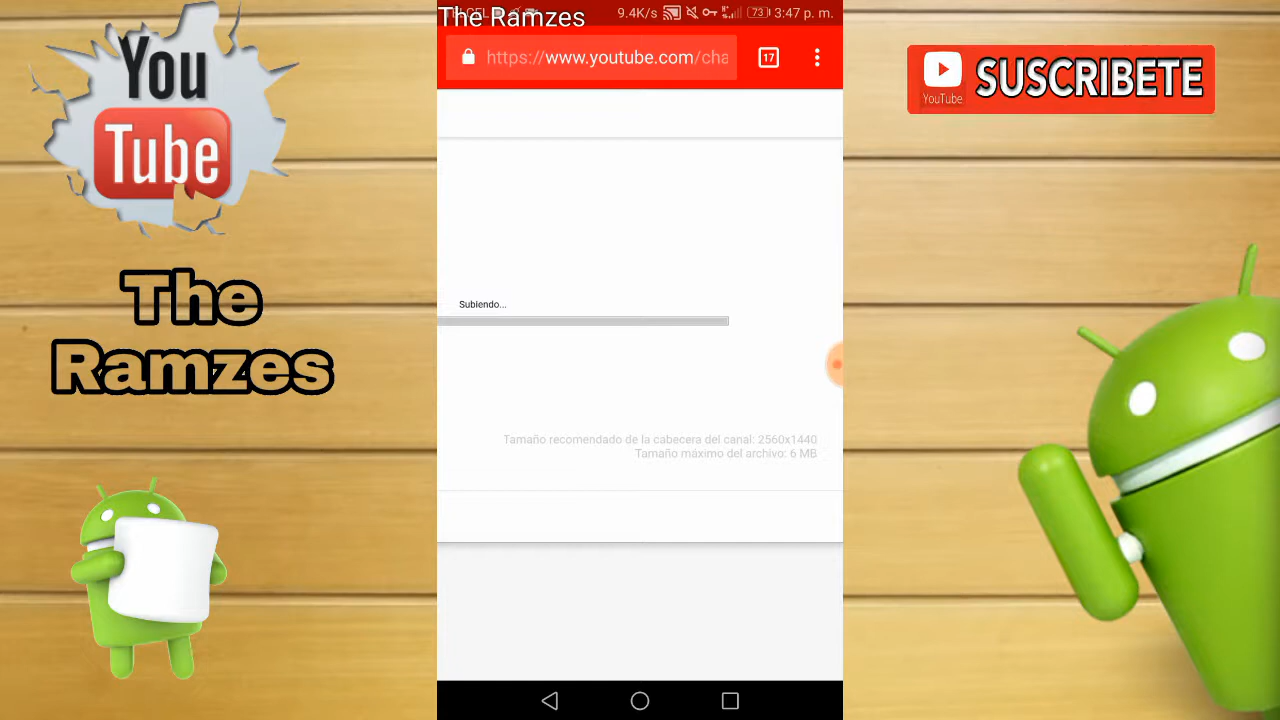 You
Tube
The
Ramzes
The Ramzes
9.4K/s
73
3:47 p. m.
https://www.youtube.com/cha
17
Subiendo...
Tamaño recomendado de la cabecera del canal: 2560x1440
Tamaño máximo del archivo: 6 MB
YouTube
SUSCRIBETE